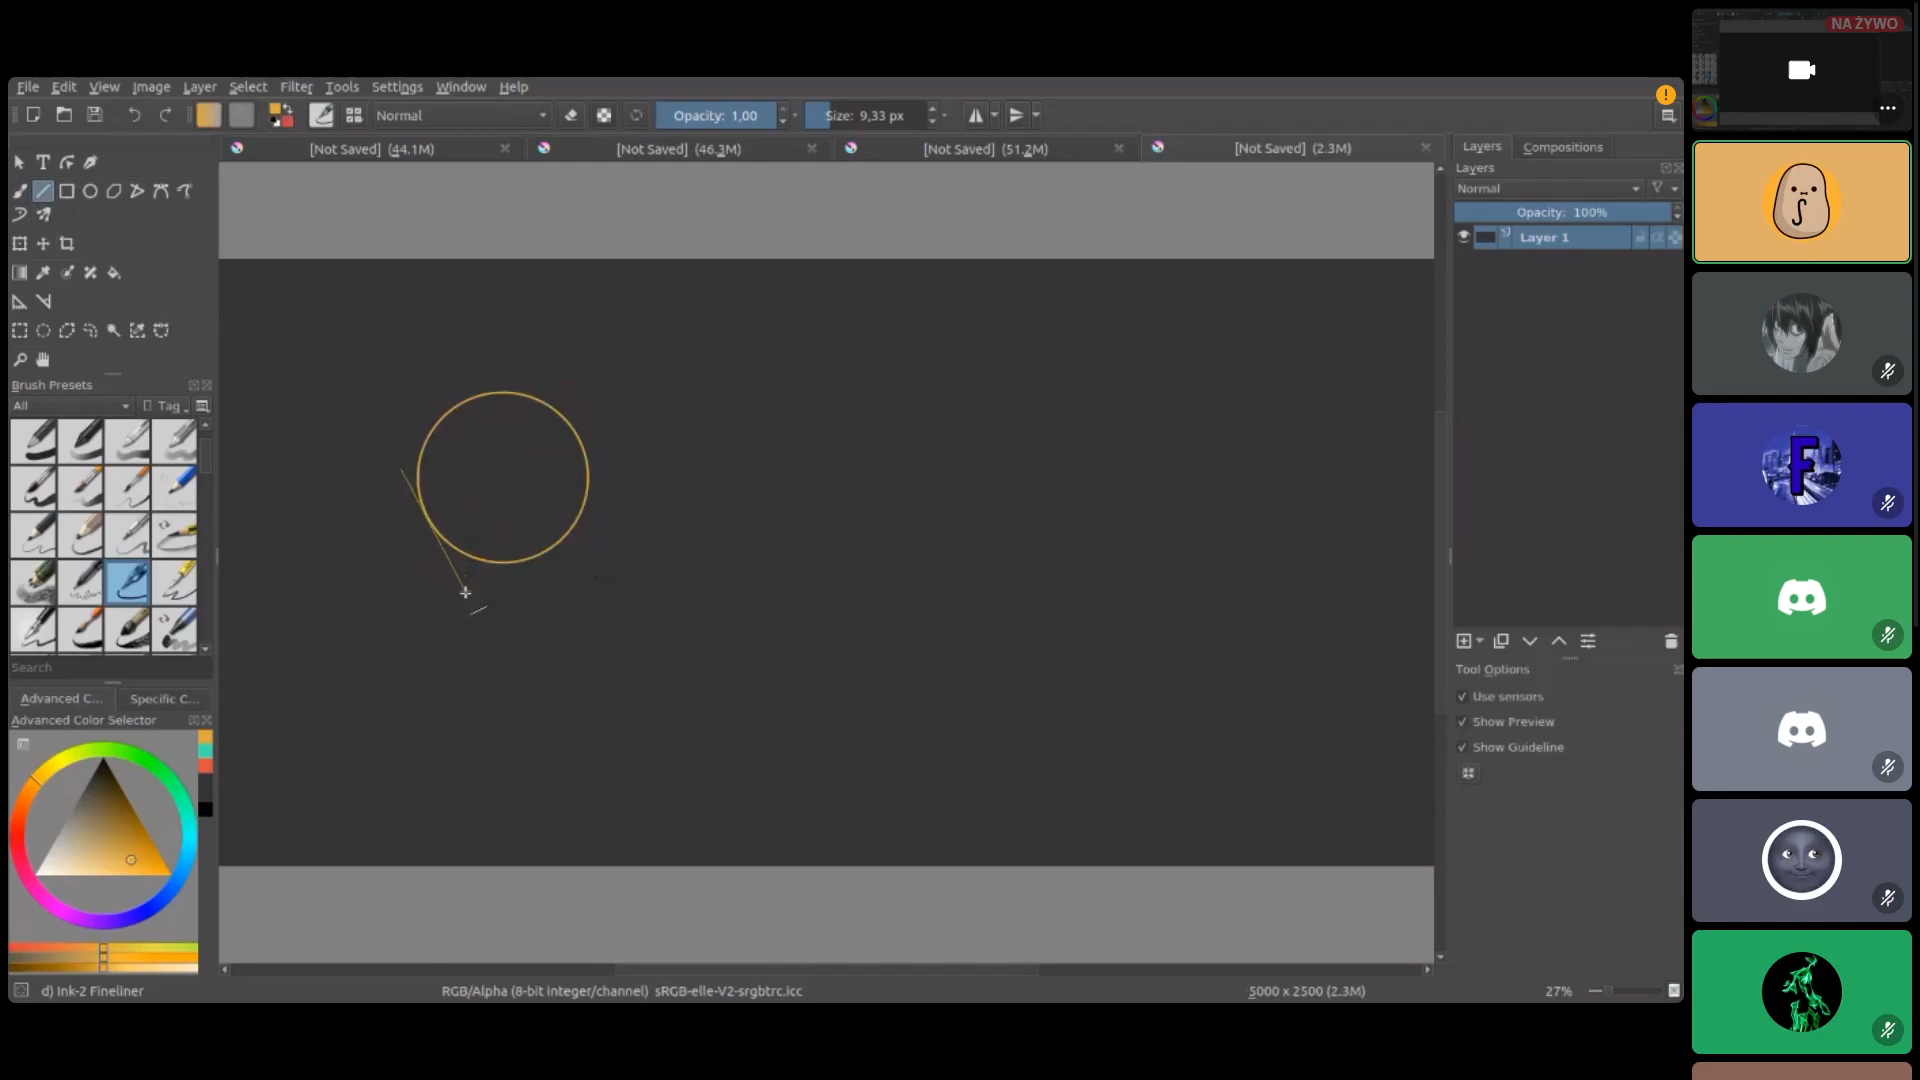 NA ŻYWO
File Edit View Image Layer Select Filter Tools Settings Window Help
Normal Opacity: 1,00 Size: 9,33 px
[Not Saved] (44.1M) [Not Saved] (46.3M) [Not Saved] (51.2M) [Not Saved] (2.3M)
Layers Compositions
Layers
Normal
Opacity: 100%
Layer 1
Brush Presets
All Tag
Search
Tool Options
Use sensors
Show Preview
Show Guideline
Advanced C... Specific C...
Advanced Color Selector
d) Ink-2 Fineliner RGB/Alpha (8-bit integer/channel) sRGB-elle-V2-srgbtrc.icc 5000 x 2500 (2.3M) 27%
F